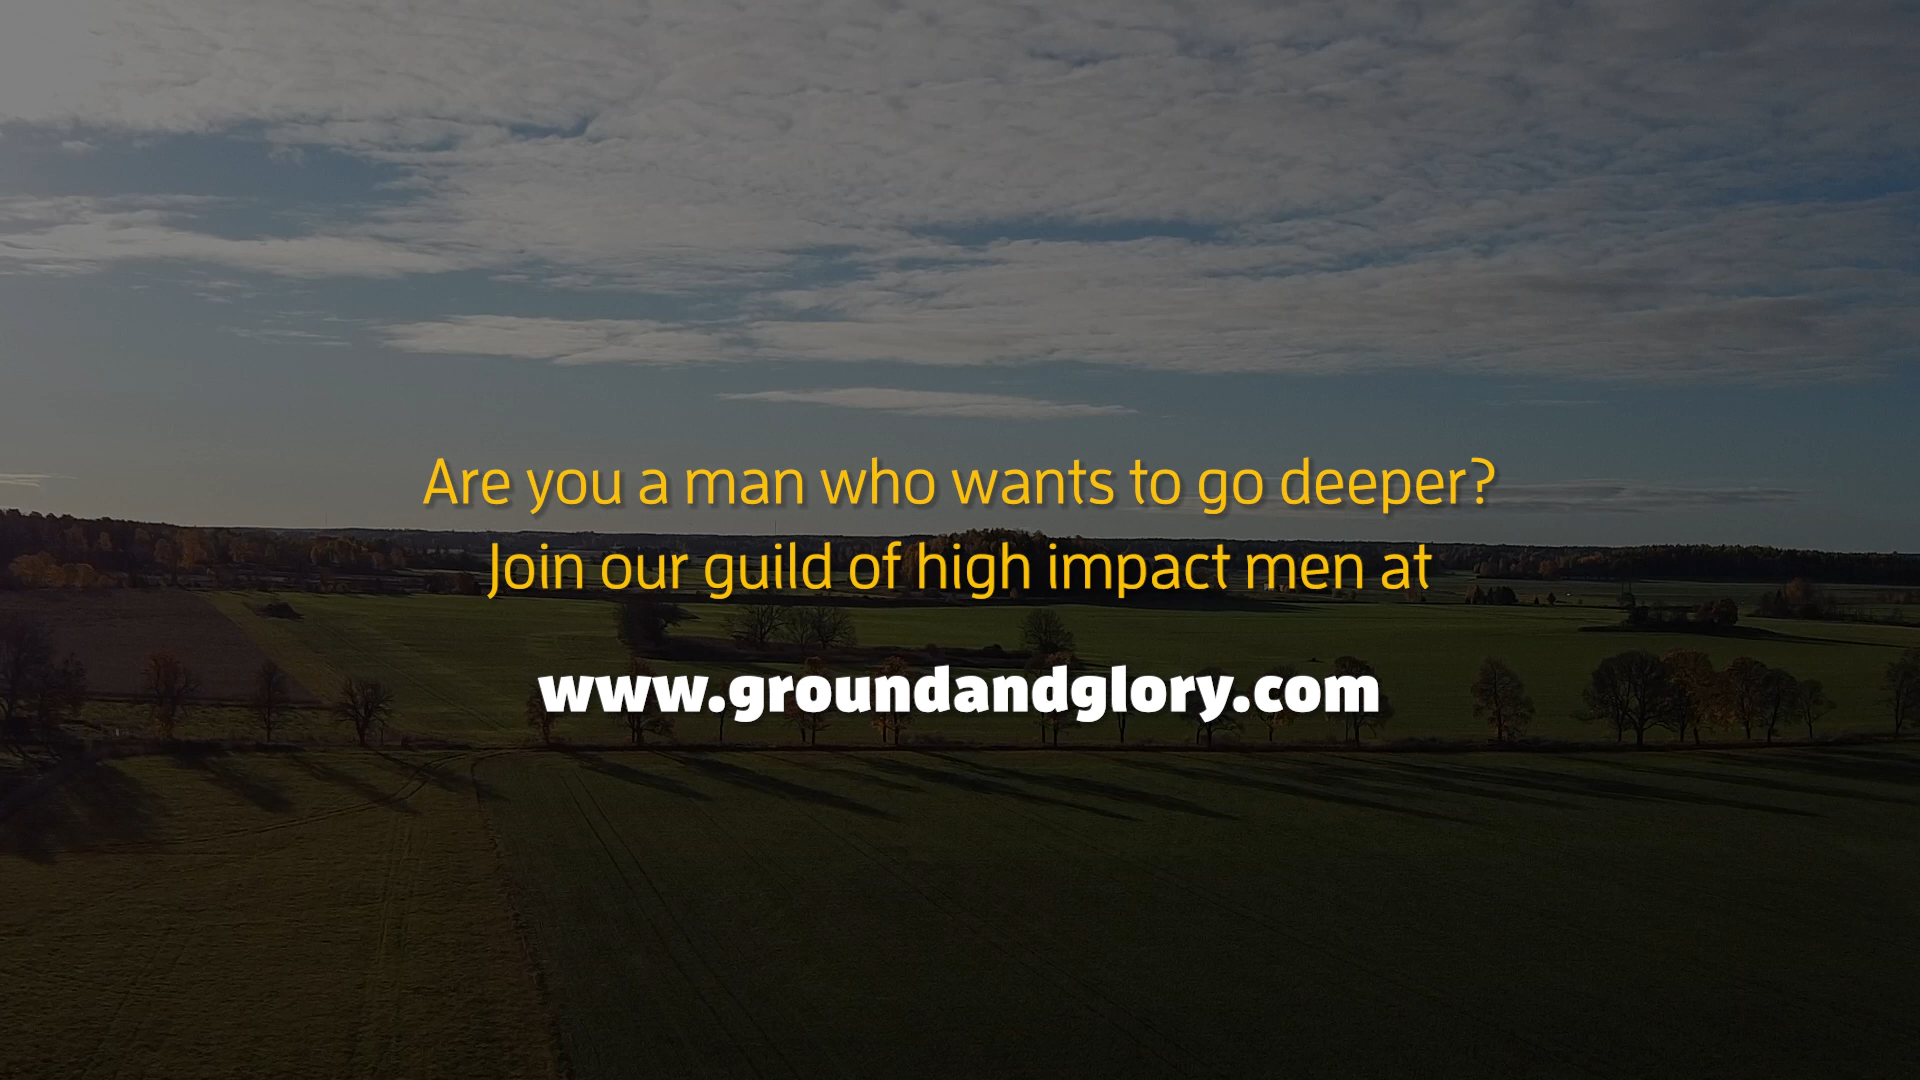 Are you a man who wants to go deeper?
Join our guild of high impact men at
www.groundandglory.com